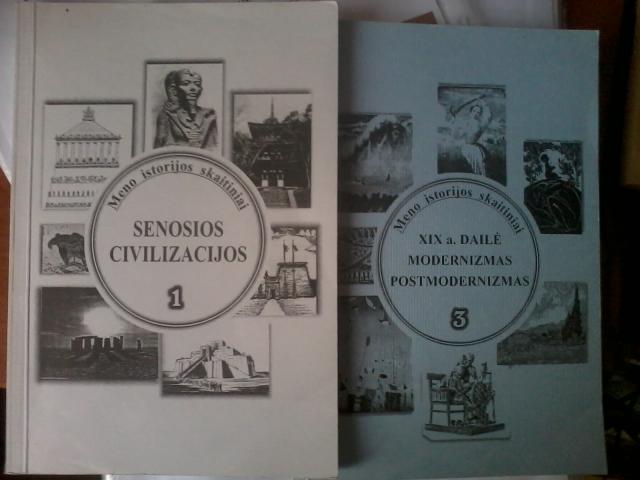 Meno istorijos skaitiniai
SENOSIOS
CIVILIZACIJOS
1
Meno istorijos skaitiniai
XIX a. DAILĖ
MODERNIZMAS
POSTMODERNIZMAS
3